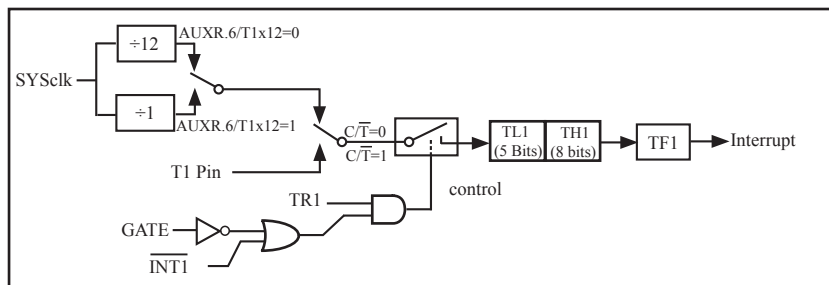 ÷12
AUXR.6/T1x12=0
SYSclk
÷1
AUXR.6/T1x12=1
C/T̅=0
C/T̅=1
TL1
(5 Bits)
TH1
(8 bits)
TF1
Interrupt
T1 Pin
control
TR1
GATE
I̅N̅T̅1̅